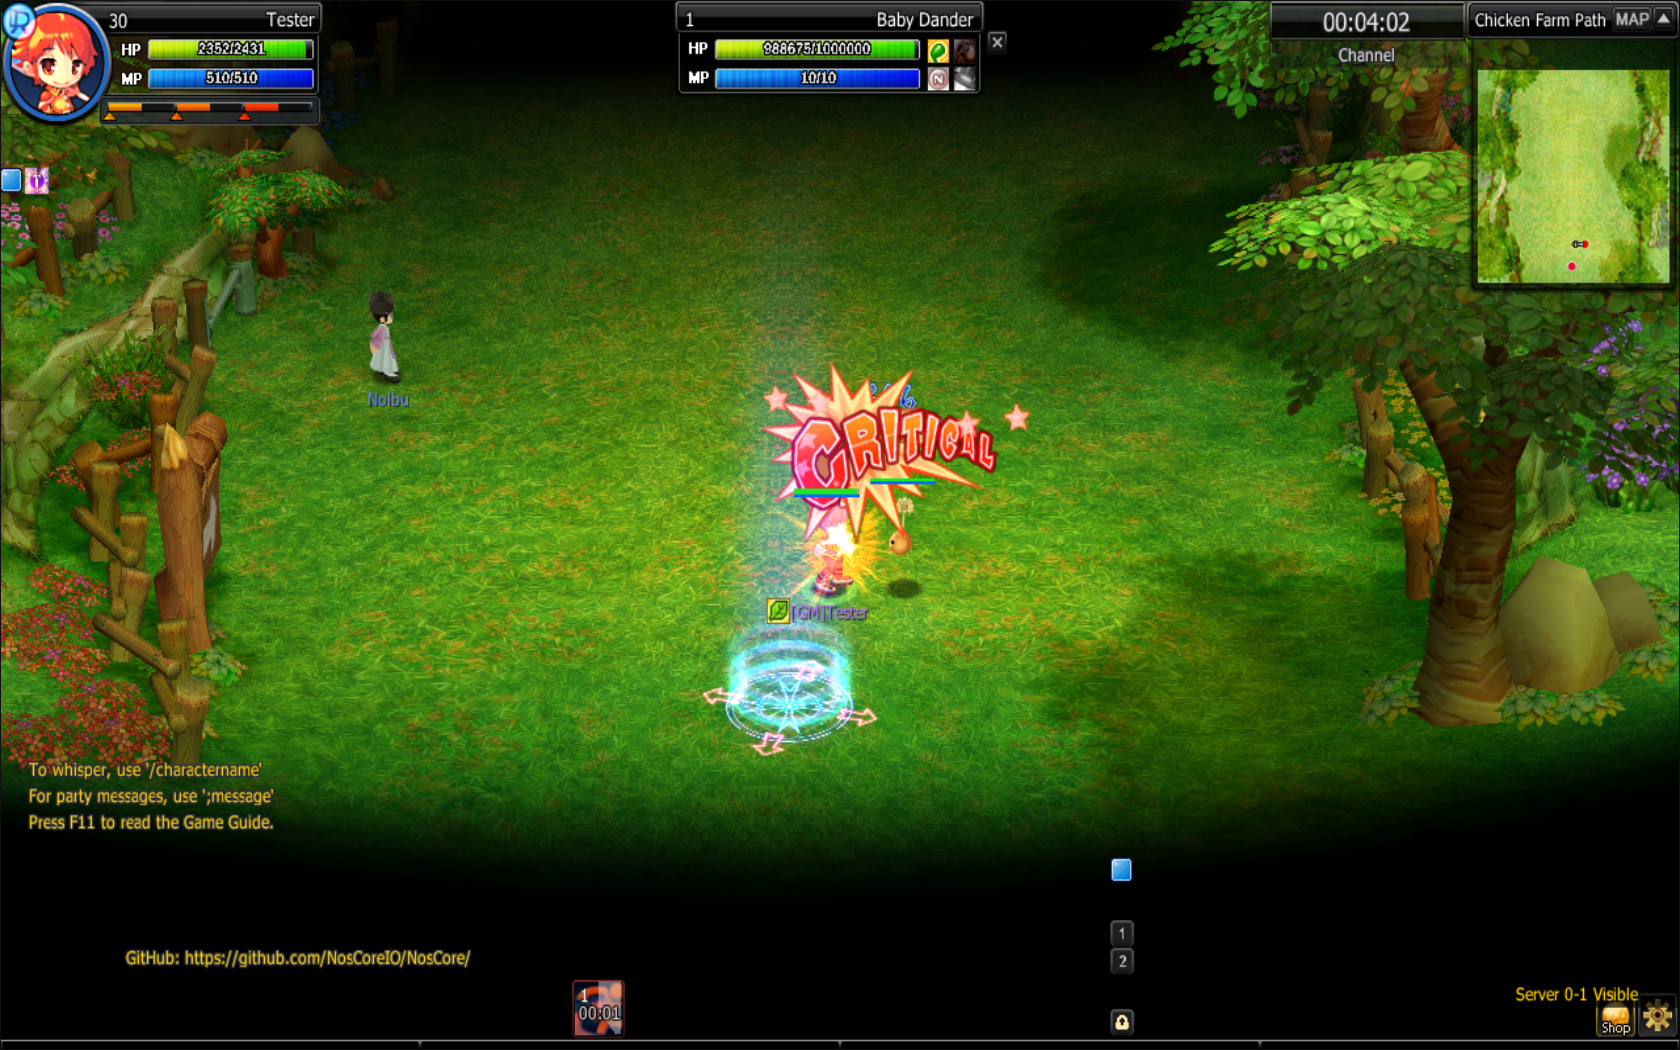 30 Tester
HP 2352/2431
MP 510/510
1 Baby Dander
HP 988675/1000000
MP 10/10
N
00:04:02
Channel
Chicken Farm Path MAP
Nolbu
CRITICAL
[GM]Tester
To whisper, use '/charactername'
For party messages, use ';message'
Press F11 to read the Game Guide.
GitHub: https://github.com/NosCoreIO/NosCore/
1
00:01
1
2
Server 0-1 Visible
Shop